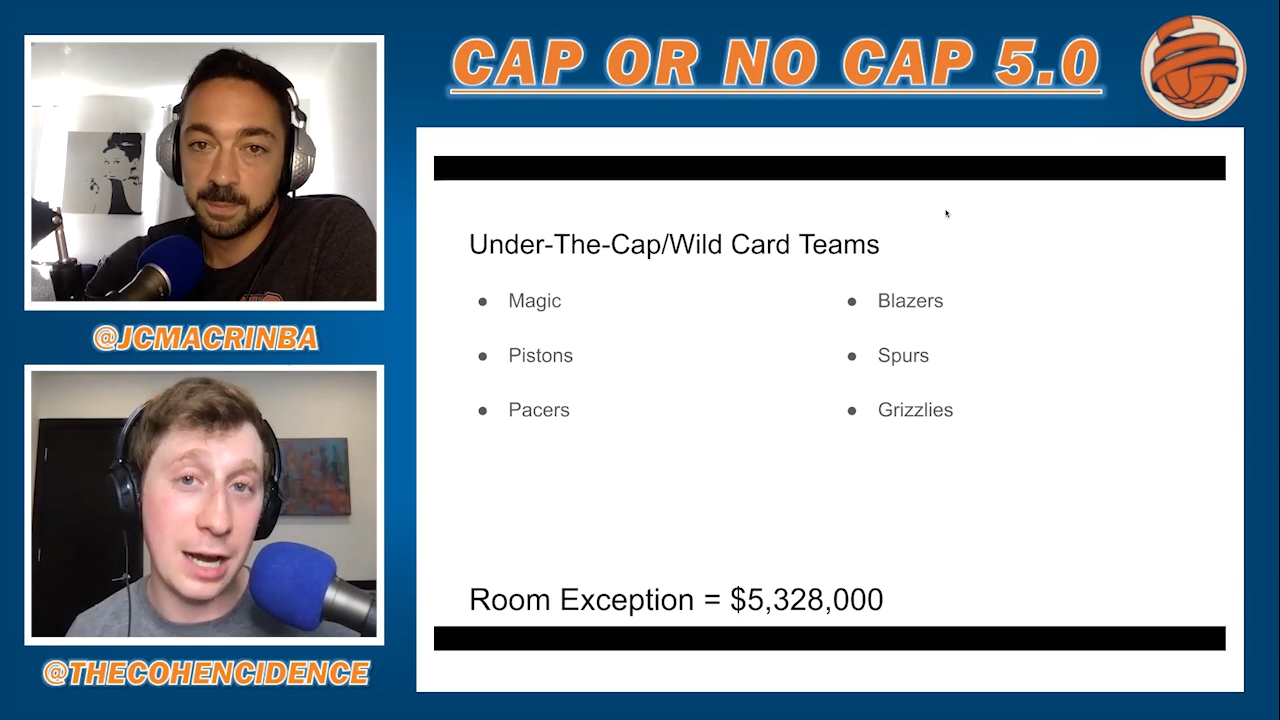 CAP OR NO CAP 5.0
@JCMACRINBA
@THECOHENCIDENCE
Under-The-Cap/Wild Card Teams
● Magic
● Pistons
● Pacers
● Blazers
● Spurs
● Grizzlies
Room Exception = $5,328,000